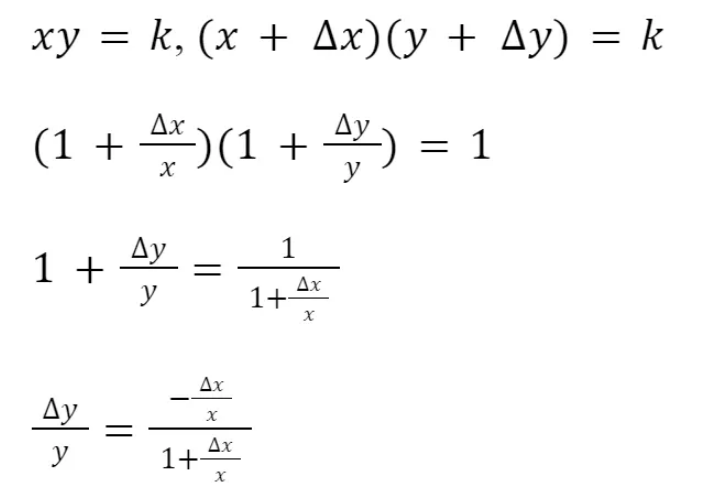 xy = k, (x + Δx)(y + Δy) = k
(1 + Δx/x)(1 + Δy/y) = 1
1 + Δy/y = 1/(1+Δx/x)
Δy/y = (-Δx/x)/(1+Δx/x)